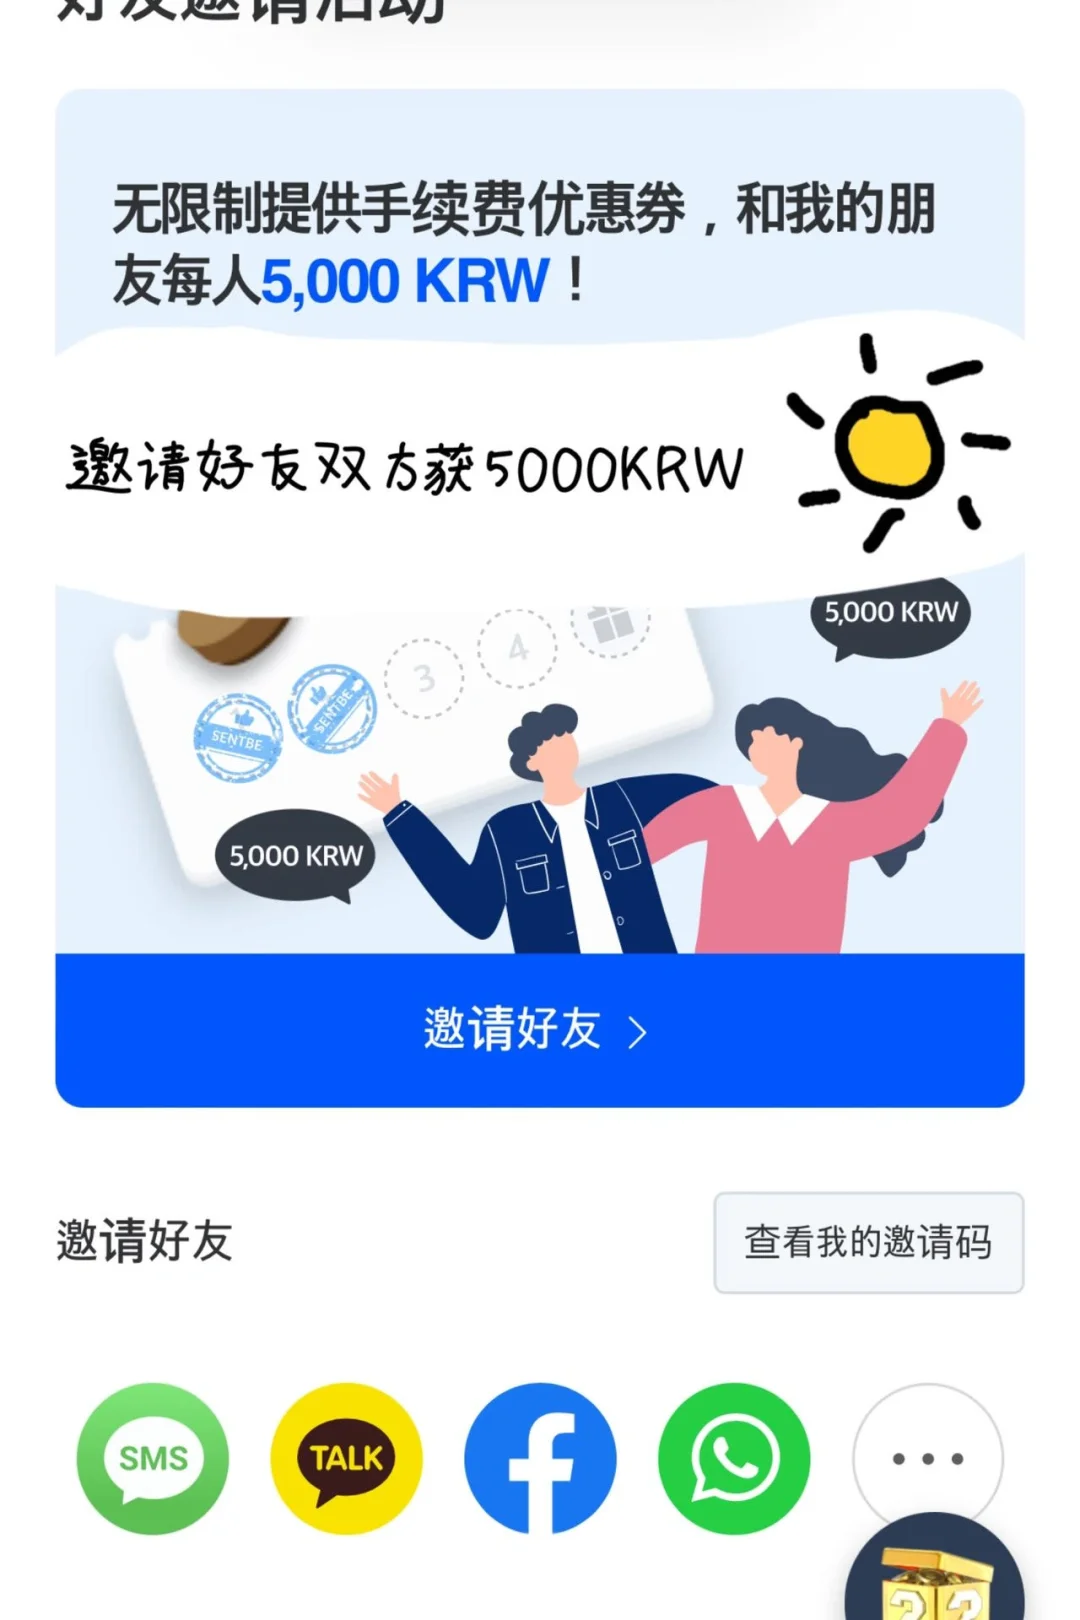 好友邀请活动
无限制提供手续费优惠券，和我的朋
友每人5,000 KRW！
邀请好友双方获5000KRW
5,000 KRW
3
4
SENTBE
SENTBE
5,000 KRW
邀请好友 >
邀请好友
查看我的邀请码
SMS
TALK
? ?